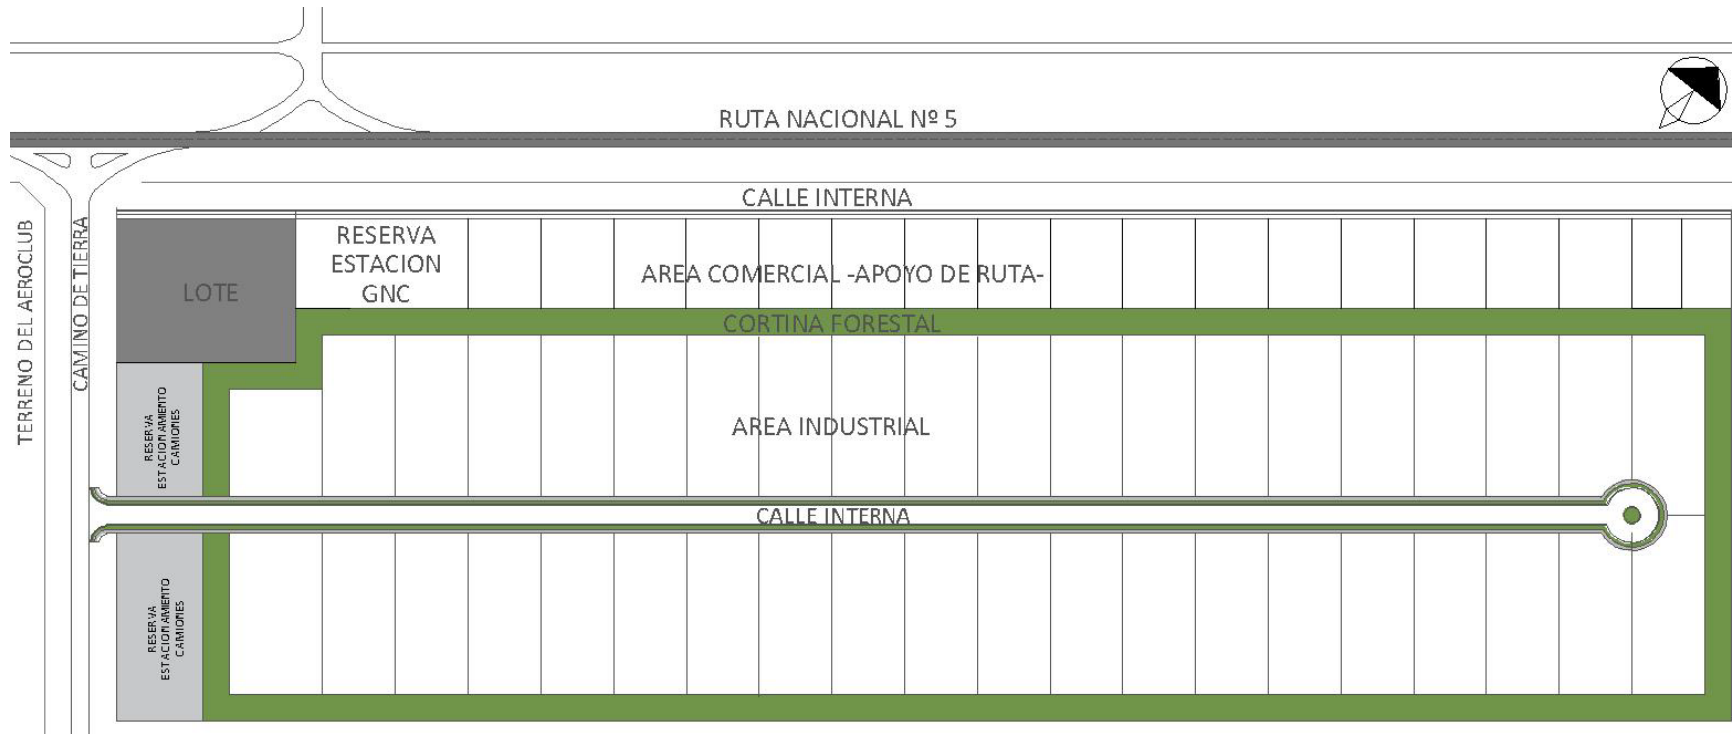 RUTA NACIONAL Nº 5
CALLE INTERNA
TERRENO DEL AEROCLUB
CAMINO DE TIERRA
LOTE
RESERVA
ESTACION
GNC
AREA COMERCIAL -APOYO DE RUTA-
CORTINA FORESTAL
RESERVA
ESTACIONAMIENTO
CAMIONES
AREA INDUSTRIAL
CALLE INTERNA
RESERVA
ESTACIONAMIENTO
CAMIONES